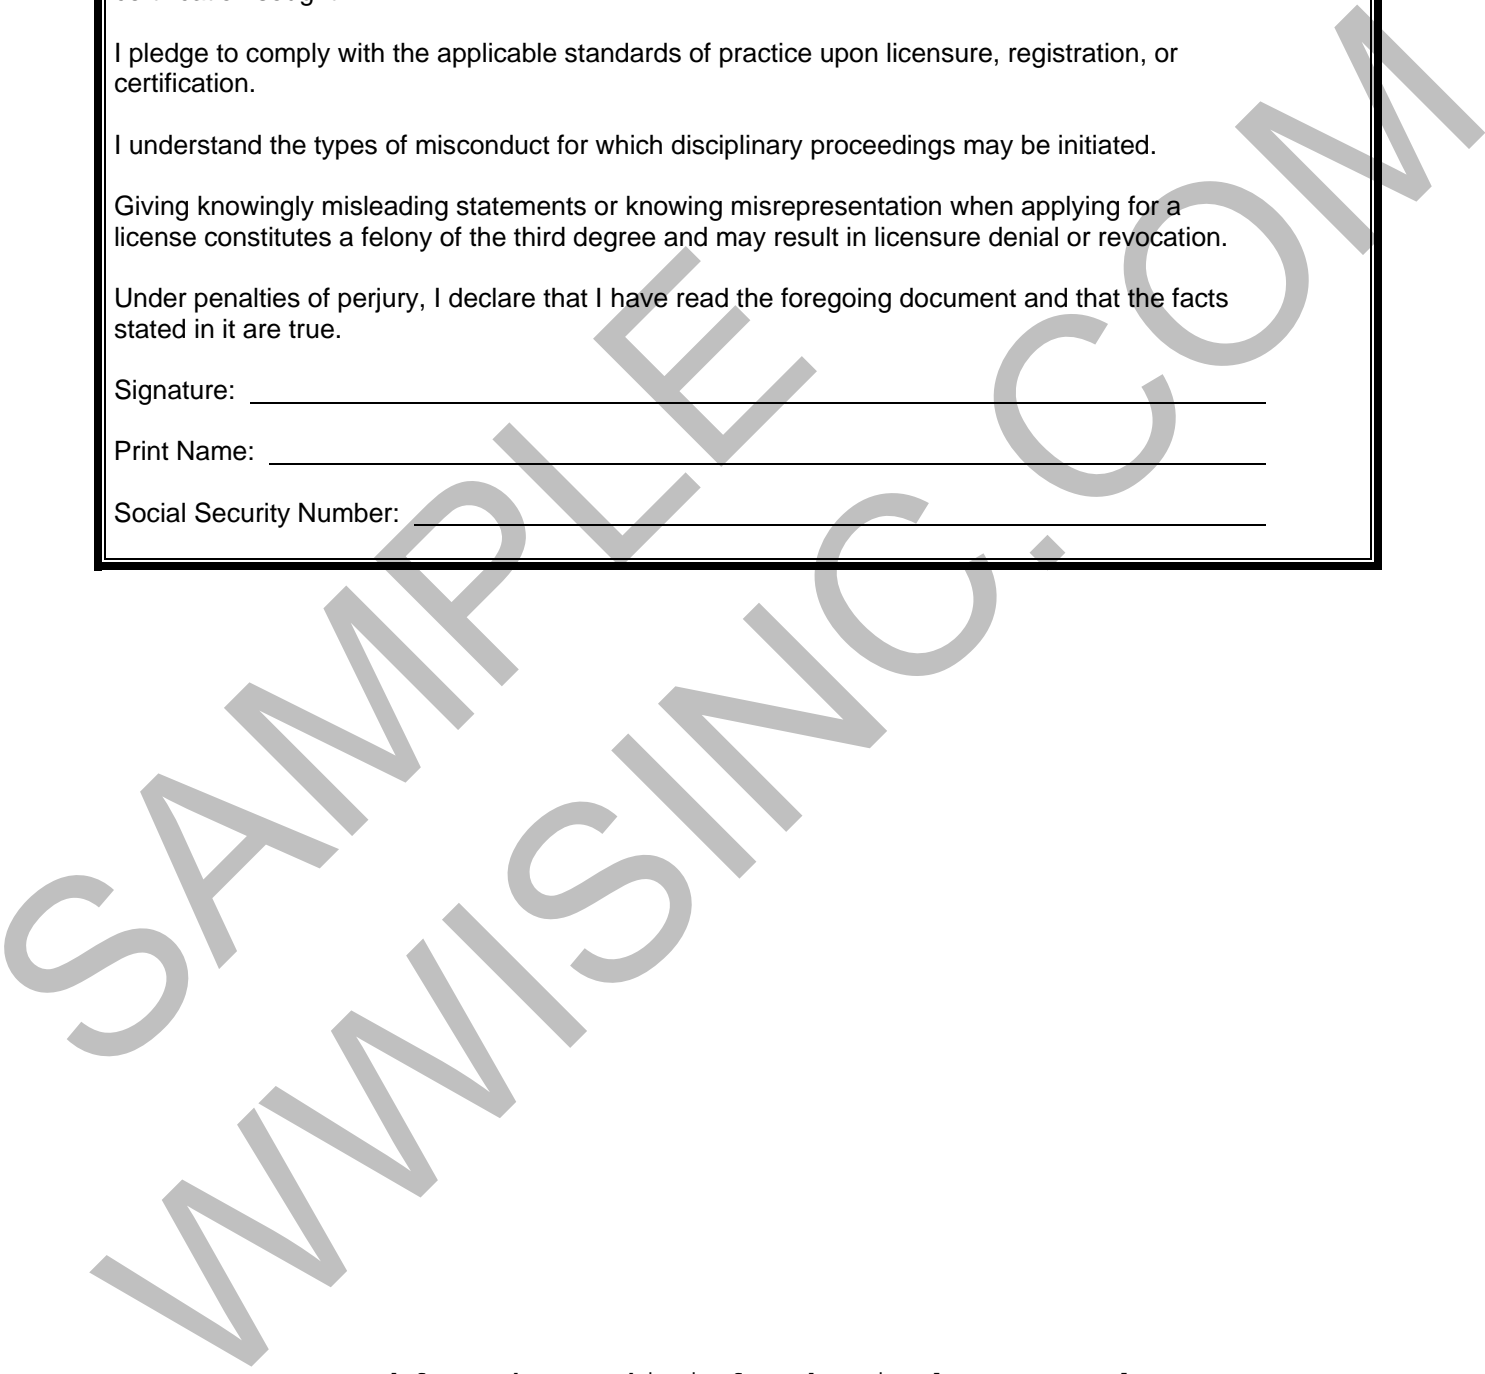 I pledge to comply with the applicable standards of practice upon licensure, registration, or
certification.
I understand the types of misconduct for which disciplinary proceedings may be initiated.
Giving knowingly misleading statements or knowing misrepresentation when applying for a
license constitutes a felony of the third degree and may result in licensure denial or revocation.
Under penalties of perjury, I declare that I have read the foregoing document and that the facts
stated in it are true.
Signature:
Print Name:
Social Security Number:
SAMPLE
WWISINC.COM